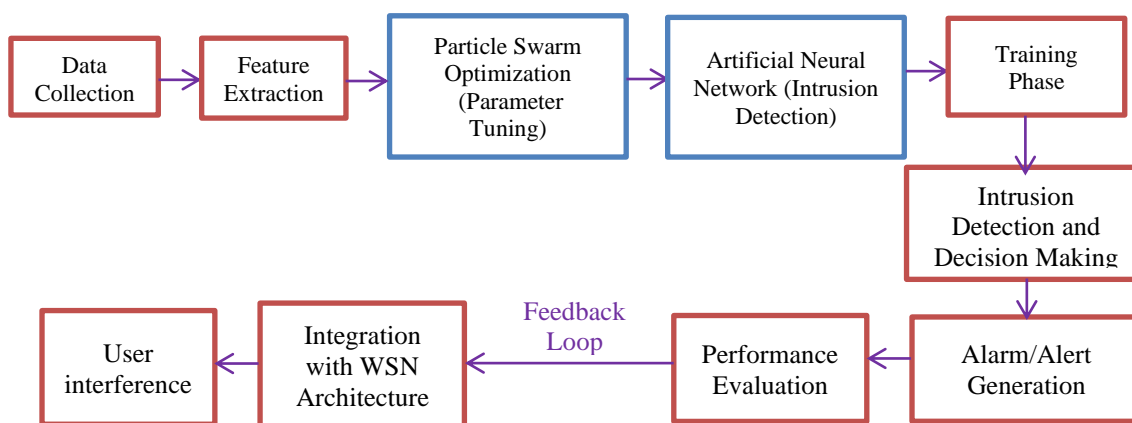 Data
Collection
Feature
Extraction
Particle Swarm
Optimization
(Parameter
Tuning)
Artificial Neural
Network (Intrusion
Detection)
Training
Phase
Intrusion
Detection and
Decision Making
Alarm/Alert
Generation
Performance
Evaluation
Feedback
Loop
Integration
with WSN
Architecture
User
interference